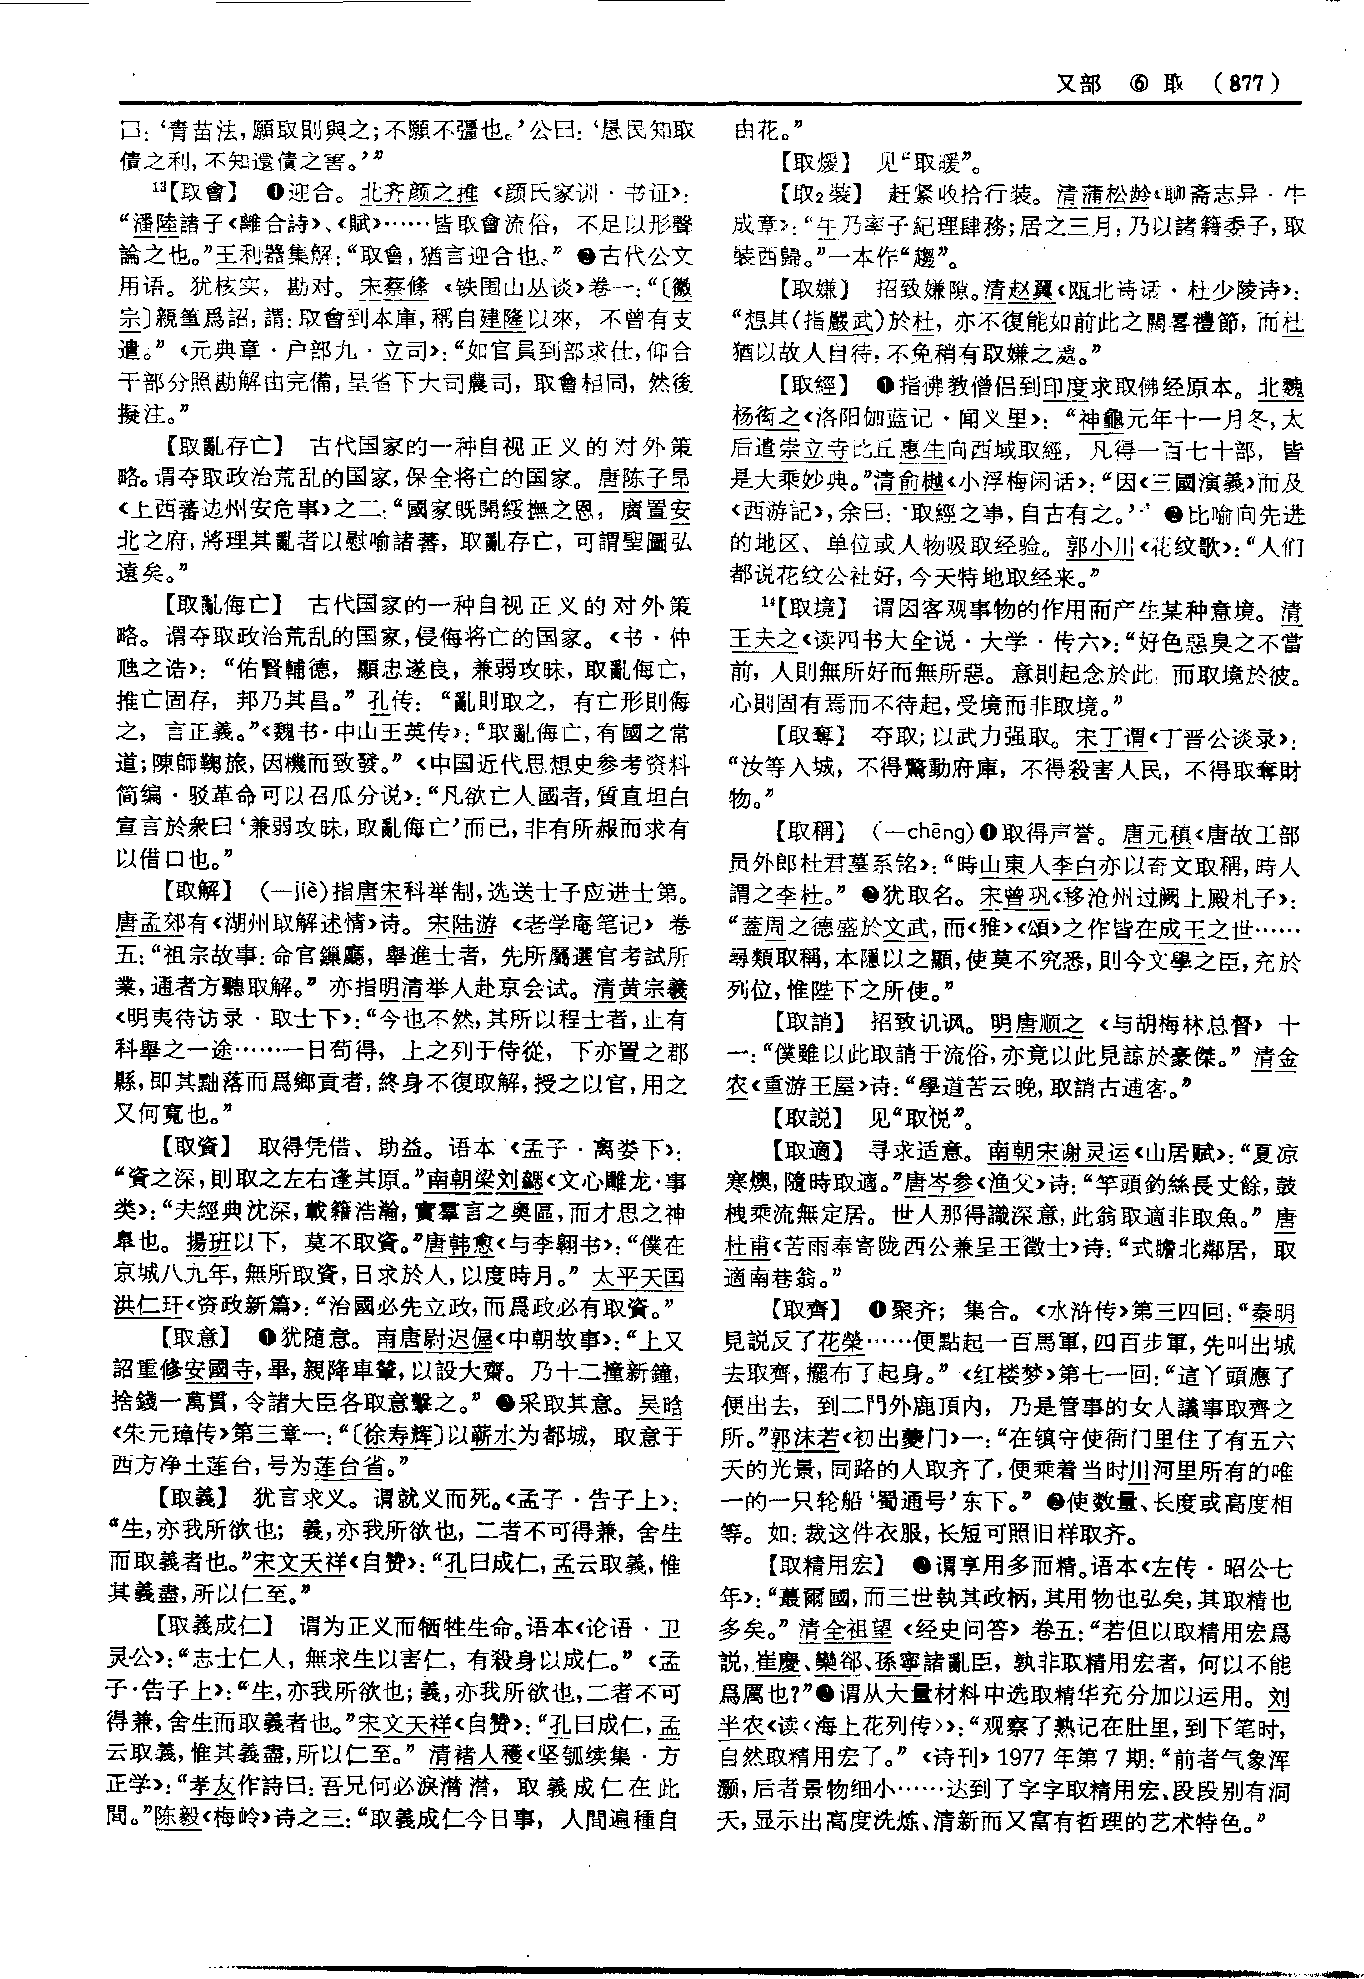 又部 ⑥ 取 (877)
曰：‘青苗法，願取則與之；不願不彊也。’公曰：‘愚民知取
債之利，不知還債之害。’”
¹³【取會】 ❶迎合。北齐颜之推《颜氏家训·书证》：
“潘陸諸子《離合詩》、《賦》……皆取會流俗，不足以形聲
論之也。”王利器集解：“取會，猶言迎合也。” ❷古代公文
用语。犹核实，勘对。宋蔡絛《铁围山丛谈》卷一：“〔徽
宗〕親筆爲詔，謂：取會到本庫，稱自建隆以來，不曾有支
遣。”《元典章·户部九·立司》：“如官員到部求仕，仰合
干部分照勘解由完備，呈省下大司農司，取會相同，然後
擬注。”
【取亂存亡】 古代国家的一种自视正义的对外策
略。谓夺取政治荒乱的国家，保全将亡的国家。唐陈子昂
《上西蕃边州安危事》之二：“國家既開綏撫之恩，廣置安
北之府，將理其亂者以慰喻諸蕃，取亂存亡，可謂聖圖弘
遠矣。”
【取亂侮亡】 古代国家的一种自视正义的对外策
略。谓夺取政治荒乱的国家，侵侮将亡的国家。《书·仲
虺之诰》：“佑賢輔德，顯忠遂良，兼弱攻昧，取亂侮亡，
推亡固存，邦乃其昌。”孔传：“亂則取之，有亡形則侮
之，言正義。”《魏书·中山王英传》：“取亂侮亡，有國之常
道；陳師鞠旅，因機而致發。”《中国近代思想史参考资料
简编·驳革命可以召瓜分说》：“凡欲亡人國者，質直坦白
宣言於衆曰‘兼弱攻昧，取亂侮亡’而已，非有所赧而求有
以借口也。”
【取解】 （—jiè）指唐宋科举制，选送士子应进士第。
唐孟郊有《湖州取解述情》诗。宋陆游《老学庵笔记》卷
五：“祖宗故事：命官鎖廳，舉進士者，先所屬選官考試所
業，通者方聽取解。”亦指明清举人赴京会试。清黄宗羲
《明夷待访录·取士下》：“今也不然，其所以程士者，止有
科舉之一途……一日苟得，上之列于侍從，下亦置之郡
縣，即其黜落而爲鄉貢者，終身不復取解，授之以官，用之
又何寬也。”
【取資】 取得凭借、助益。语本《孟子·离娄下》：
“資之深，則取之左右逢其原。”南朝梁刘勰《文心雕龙·事
类》：“夫經典沈深，載籍浩瀚，實羣言之奥區，而才思之神
皋也。揚班以下，莫不取資。”唐韩愈《与李翱书》：“僕在
京城八九年，無所取資，日求於人，以度時月。”太平天国
洪仁玕《资政新篇》：“治國必先立政，而爲政必有取資。”
【取意】 ❶犹随意。南唐尉迟偓《中朝故事》：“上又
詔重修安國寺，畢，親降車輦，以設大齋。乃十二撞新鐘，
捨錢一萬貫，令諸大臣各取意擊之。” ❷采取其意。吴晗
《朱元璋传》第三章一：“〔徐寿辉〕以蕲水为都城，取意于
西方净土莲台，号为莲台省。”
【取義】 犹言求义。谓就义而死。《孟子·告子上》：
“生，亦我所欲也；義，亦我所欲也，二者不可得兼，舍生
而取義者也。”宋文天祥《自赞》：“孔曰成仁，孟云取義，惟
其義盡，所以仁至。”
【取義成仁】 谓为正义而牺牲生命。语本《论语·卫
灵公》：“志士仁人，無求生以害仁，有殺身以成仁。”《孟
子·告子上》：“生，亦我所欲也；義，亦我所欲也，二者不可
得兼，舍生而取義者也。”宋文天祥《自赞》：“孔曰成仁，孟
云取義，惟其義盡，所以仁至。”清褚人穫《坚瓠续集·方
正学》：“孝友作詩曰：吾兄何必淚潸潸，取義成仁在此
間。”陈毅《梅岭》诗之三：“取義成仁今日事，人間遍種自
由花。”
【取煖】 见“取暖”。
【取₂裝】 赶紧收拾行装。清蒲松龄《聊斋志异·牛
成章》：“牛乃率子紀理肆務；居之三月，乃以諸籍委子，取
裝西歸。”一本作“趨”。
【取嫌】 招致嫌隙。清赵翼《瓯北诗话·杜少陵诗》：
“想其（指嚴武）於杜，亦不復能如前此之闊畧禮節，而杜
猶以故人自待，不免稍有取嫌之處。”
【取經】 ❶指佛教僧侣到印度求取佛经原本。北魏
杨衒之《洛阳伽蓝记·闻义里》：“神龜元年十一月冬，太
后遣崇立寺比丘惠生向西域取經，凡得一百七十部，皆
是大乘妙典。”清俞樾《小浮梅闲话》：“因《三國演義》而及
《西游記》，余曰：‘取經之事，自古有之。’” ❷比喻向先进
的地区、单位或人物吸取经验。郭小川《花纹歌》：“人们
都说花纹公社好，今天特地取经来。”
¹⁴【取境】 谓因客观事物的作用而产生某种意境。清
王夫之《读四书大全说·大学·传六》：“好色惡臭之不當
前，人則無所好而無所惡。意則起念於此，而取境於彼。
心則固有焉而不待起，受境而非取境。”
【取奪】 夺取；以武力强取。宋丁谓《丁晋公谈录》：
“汝等入城，不得驚動府庫，不得殺害人民，不得取奪財
物。”
【取稱】 （—chēng）❶取得声誉。唐元稹《唐故工部
员外郎杜君墓系铭》：“時山東人李白亦以奇文取稱，時人
謂之李杜。” ❷犹取名。宋曾巩《移沧州过阙上殿札子》：
“蓋周之德盛於文武，而《雅》《頌》之作皆在成王之世……
尋類取稱，本隱以之顯，使莫不究悉，則今文學之臣，充於
列位，惟陛下之所使。”
【取誚】 招致讥讽。明唐顺之《与胡梅林总督》十
一：“僕雖以此取誚于流俗，亦竟以此見諒於豪傑。”清金
农《重游王屋》诗：“學道苦云晚，取誚古逋客。”
【取説】 见“取悦”。
【取適】 寻求适意。南朝宋谢灵运《山居赋》：“夏凉
寒燠，隨時取適。”唐岑参《渔父》诗：“竿頭釣絲長丈餘，鼓
栧乘流無定居。世人那得識深意，此翁取適非取魚。”唐
杜甫《苦雨奉寄陇西公兼呈王徵士》诗：“式瞻北鄰居，取
適南巷翁。”
【取齊】 ❶聚齐；集合。《水浒传》第三四回：“秦明
見説反了花榮……便點起一百馬軍，四百步軍，先叫出城
去取齊，擺布了起身。”《红楼梦》第七一回：“這丫頭應了
便出去，到二門外鹿頂内，乃是管事的女人議事取齊之
所。”郭沫若《初出夔门》一：“在镇守使衙门里住了有五六
天的光景，同路的人取齐了，便乘着当时川河里所有的唯
一的一只轮船‘蜀通号’东下。” ❷使数量、长度或高度相
等。如：裁这件衣服，长短可照旧样取齐。
【取精用宏】 ❶谓享用多而精。语本《左传·昭公七
年》：“蕞爾國，而三世執其政柄，其用物也弘矣，其取精也
多矣。”清全祖望《经史问答》卷五：“若但以取精用宏爲
説，崔慶、欒郤、孫寧諸亂臣，孰非取精用宏者，何以不能
爲厲也？” ❷谓从大量材料中选取精华充分加以运用。刘
半农《读〈海上花列传〉》：“观察了熟记在肚里，到下笔时，
自然取精用宏了。”《诗刊》1977年第7期：“前者气象浑
灏，后者景物细小……达到了字字取精用宏、段段别有洞
天，显示出高度洗炼、清新而又富有哲理的艺术特色。”